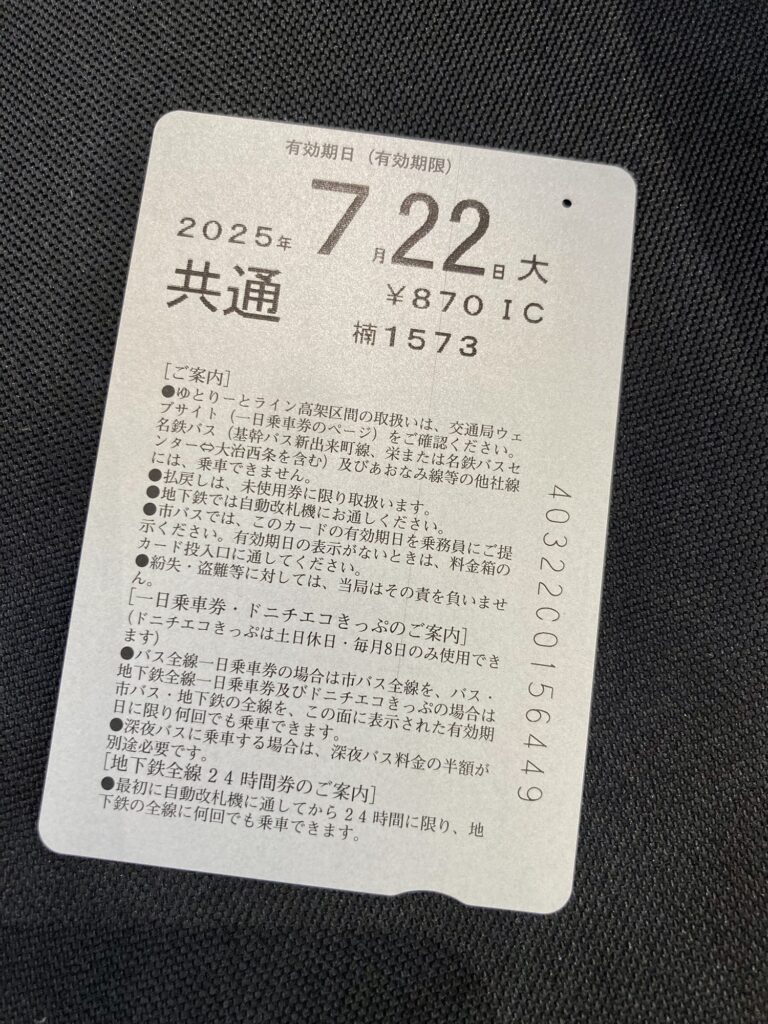 有効期日（有効期限）
2025年 7月22日 大
共通 ￥870 IC
楠1573
［ご案内］
●ゆとりーとライン高架区間の取扱いは、交通局ウェ
ブサイト（一日乗車券のページ）をご確認ください。
名鉄バス（基幹バス新出来町線、栄または名鉄バスセ
ンター⇔大治西条を含む）及びあおなみ線等の他社線
には、乗車できません。
●払戻しは、未使用券に限り取扱います。
●地下鉄では自動改札機にお通しください。
●市バスでは、このカードの有効期日を乗務員にご提
示ください。有効期日の表示がないときは、料金箱の
カード投入口に通してください。
●紛失・盗難等に対しては、当局はその責を負いませ
ん。
［一日乗車券・ドニチエコきっぷのご案内］
（ドニチエコきっぷは土日休日・毎月8日のみ使用でき
ます）
●バス全線一日乗車券の場合は市バス全線を、バス・
地下鉄全線一日乗車券及びドニチエコきっぷの場合は
市バス・地下鉄の全線を、この面に表示された有効期
日に限り何回でも乗車できます。
●深夜バスに乗車する場合は、深夜バス料金の半額が
別途必要です。
［地下鉄全線24時間券のご案内］
●最初に自動改札機に通してから24時間に限り、地
下鉄の全線に何回でも乗車できます。
40322C0156449